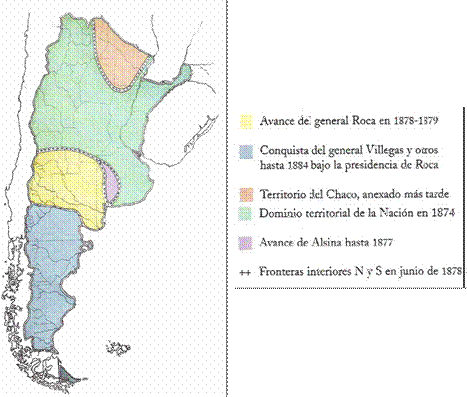 Avance del general Roca en 1878-1879
Conquista del general Villegas y otros
hasta 1884 bajo la presidencia de Roca
Territorio del Chaco, anexado más tarde
Dominio territorial de la Nación en 1874
Avance de Alsina hasta 1877
++ Fronteras interiores N y S en junio de 1878